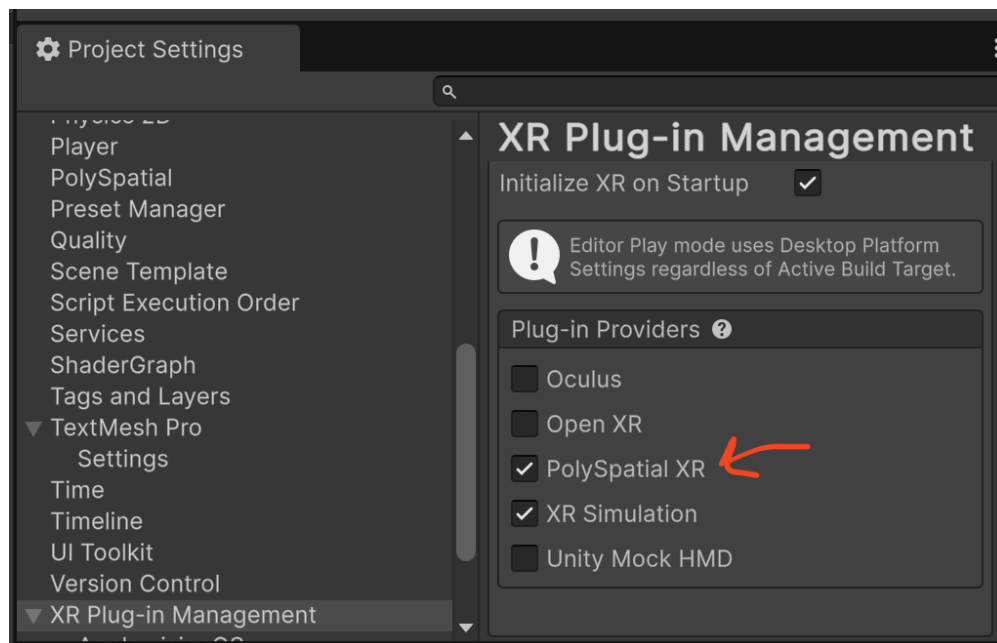 Project Settings
Player
PolySpatial
Preset Manager
Quality
Scene Template
Script Execution Order
Services
ShaderGraph
Tags and Layers
TextMesh Pro
Settings
Time
Timeline
UI Toolkit
Version Control
XR Plug-in Management
XR Plug-in Management
Initialize XR on Startup
Editor Play mode uses Desktop Platform
Settings regardless of Active Build Target.
Plug-in Providers
Oculus
Open XR
PolySpatial XR
XR Simulation
Unity Mock HMD